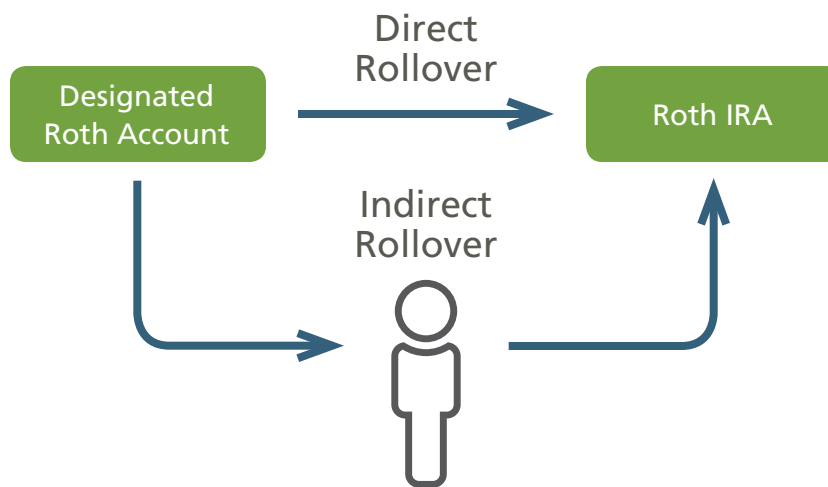 Direct
Rollover
Designated
Roth Account
Roth IRA
Indirect
Rollover